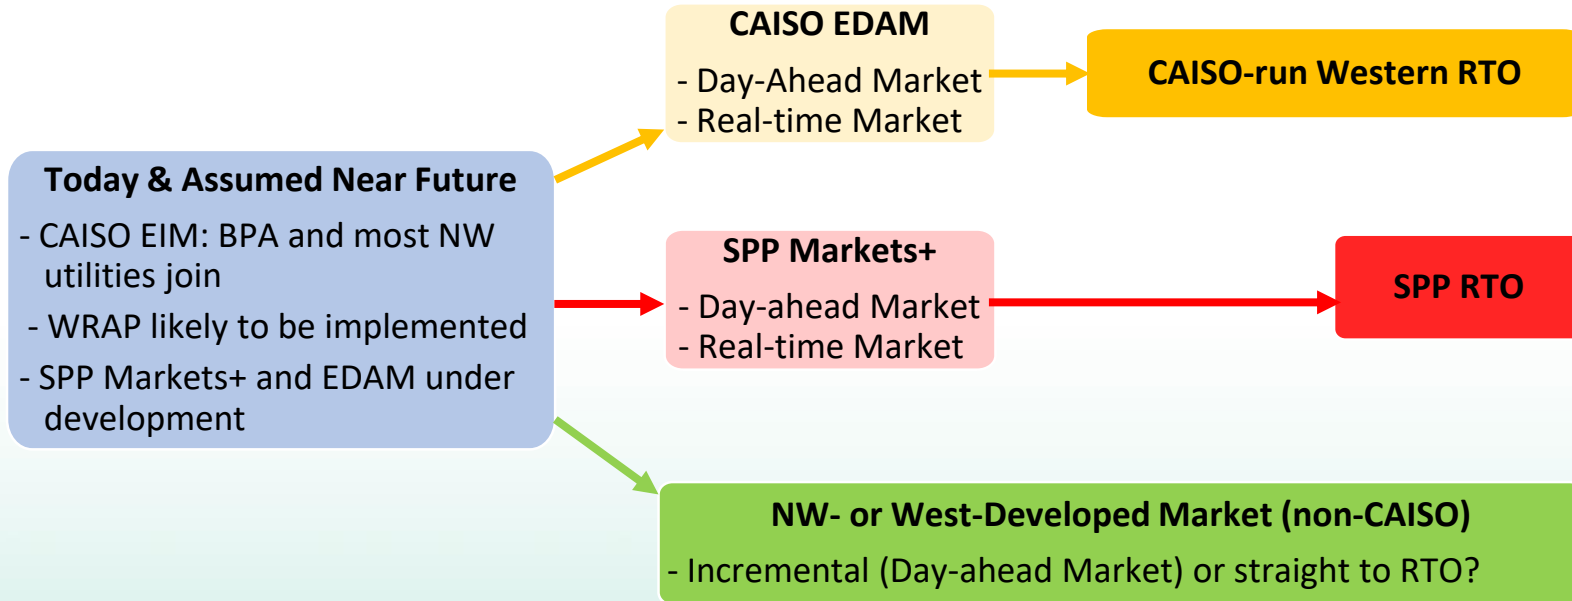 CAISO EDAM
- Day-Ahead Market
- Real-time Market
CAISO-run Western RTO
Today & Assumed Near Future
- CAISO EIM: BPA and most NW
utilities join
- WRAP likely to be implemented
- SPP Markets+ and EDAM under
development
SPP Markets+
- Day-ahead Market
- Real-time Market
SPP RTO
NW- or West-Developed Market (non-CAISO)
- Incremental (Day-ahead Market) or straight to RTO?